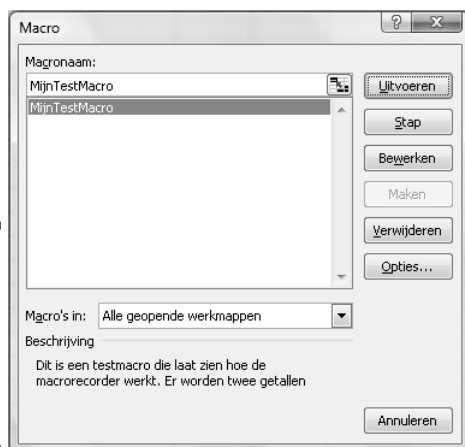 Macro
Macronaam:
MijnTestMacro
MijnTestMacro
Uitvoeren
Stap
Bewerken
Maken
Verwijderen
Opties...
Macro's in: Alle geopende werkmappen
Beschrijving
Dit is een testmacro die laat zien hoe de
macrorecorder werkt. Er worden twee getallen
Annuleren